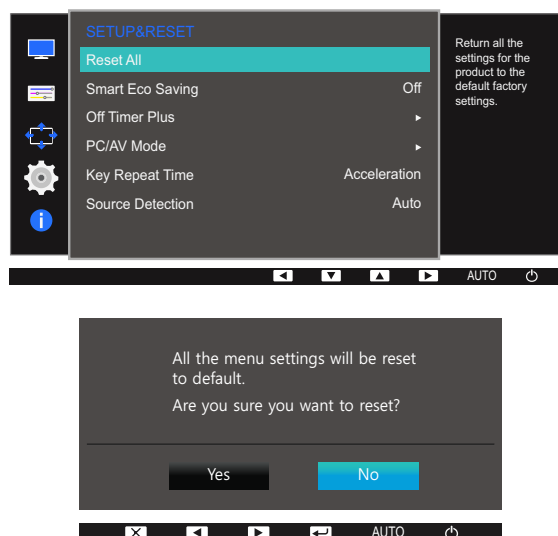 SETUP&RESET
Reset All
Smart Eco Saving Off
Off Timer Plus
PC/AV Mode
Key Repeat Time Acceleration
Source Detection Auto
Return all the
settings for the
product to the
default factory
settings.
AUTO
All the menu settings will be reset
to default.
Are you sure you want to reset?
Yes No
AUTO